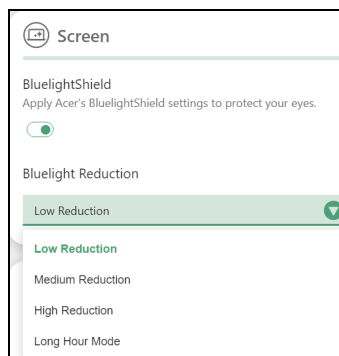 Screen
BluelightShield
Apply Acer's BluelightShield settings to protect your eyes.
Bluelight Reduction
Low Reduction
Low Reduction
Medium Reduction
High Reduction
Long Hour Mode